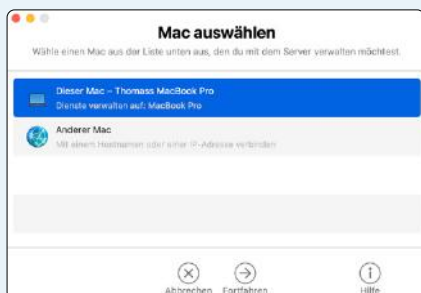 Mac auswählen
Wähle einen Mac aus der Liste unten aus, den du mit dem Server verwalten möchtest.
Dieser Mac – Thomass MacBook Pro
Dienste verwalten auf: MacBook Pro
Anderer Mac
Mit einem Hostnamen oder einer IP-Adresse verbinden
Abbrechen Fortfahren Hilfe